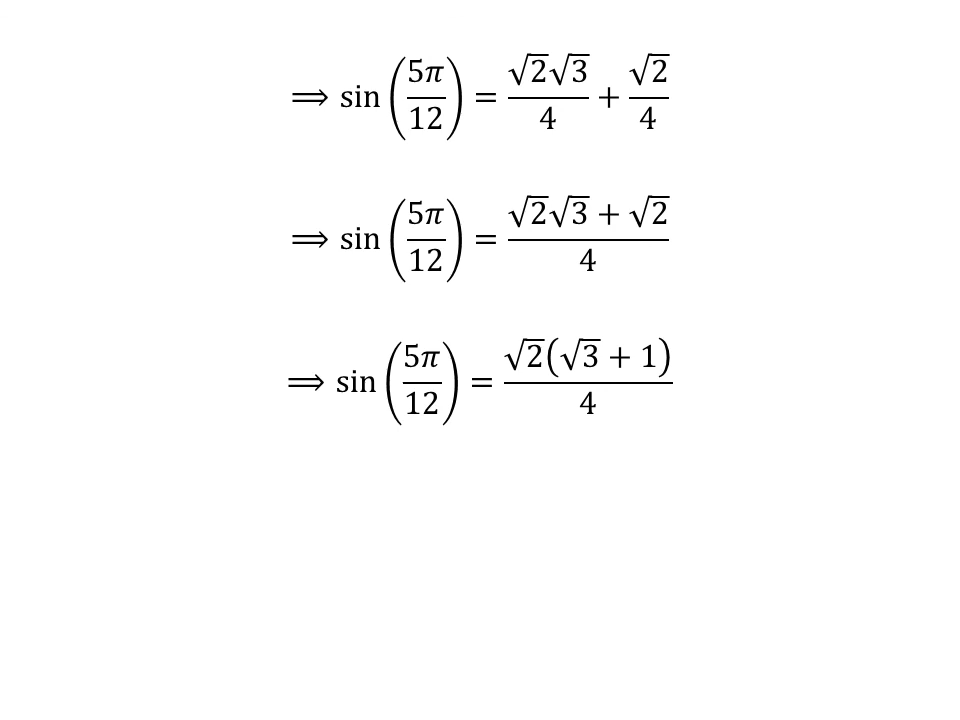 ⟹ sin(5π/12) = √2√3/4 + √2/4
⟹ sin(5π/12) = (√2√3 + √2)/4
⟹ sin(5π/12) = √2(√3 + 1)/4